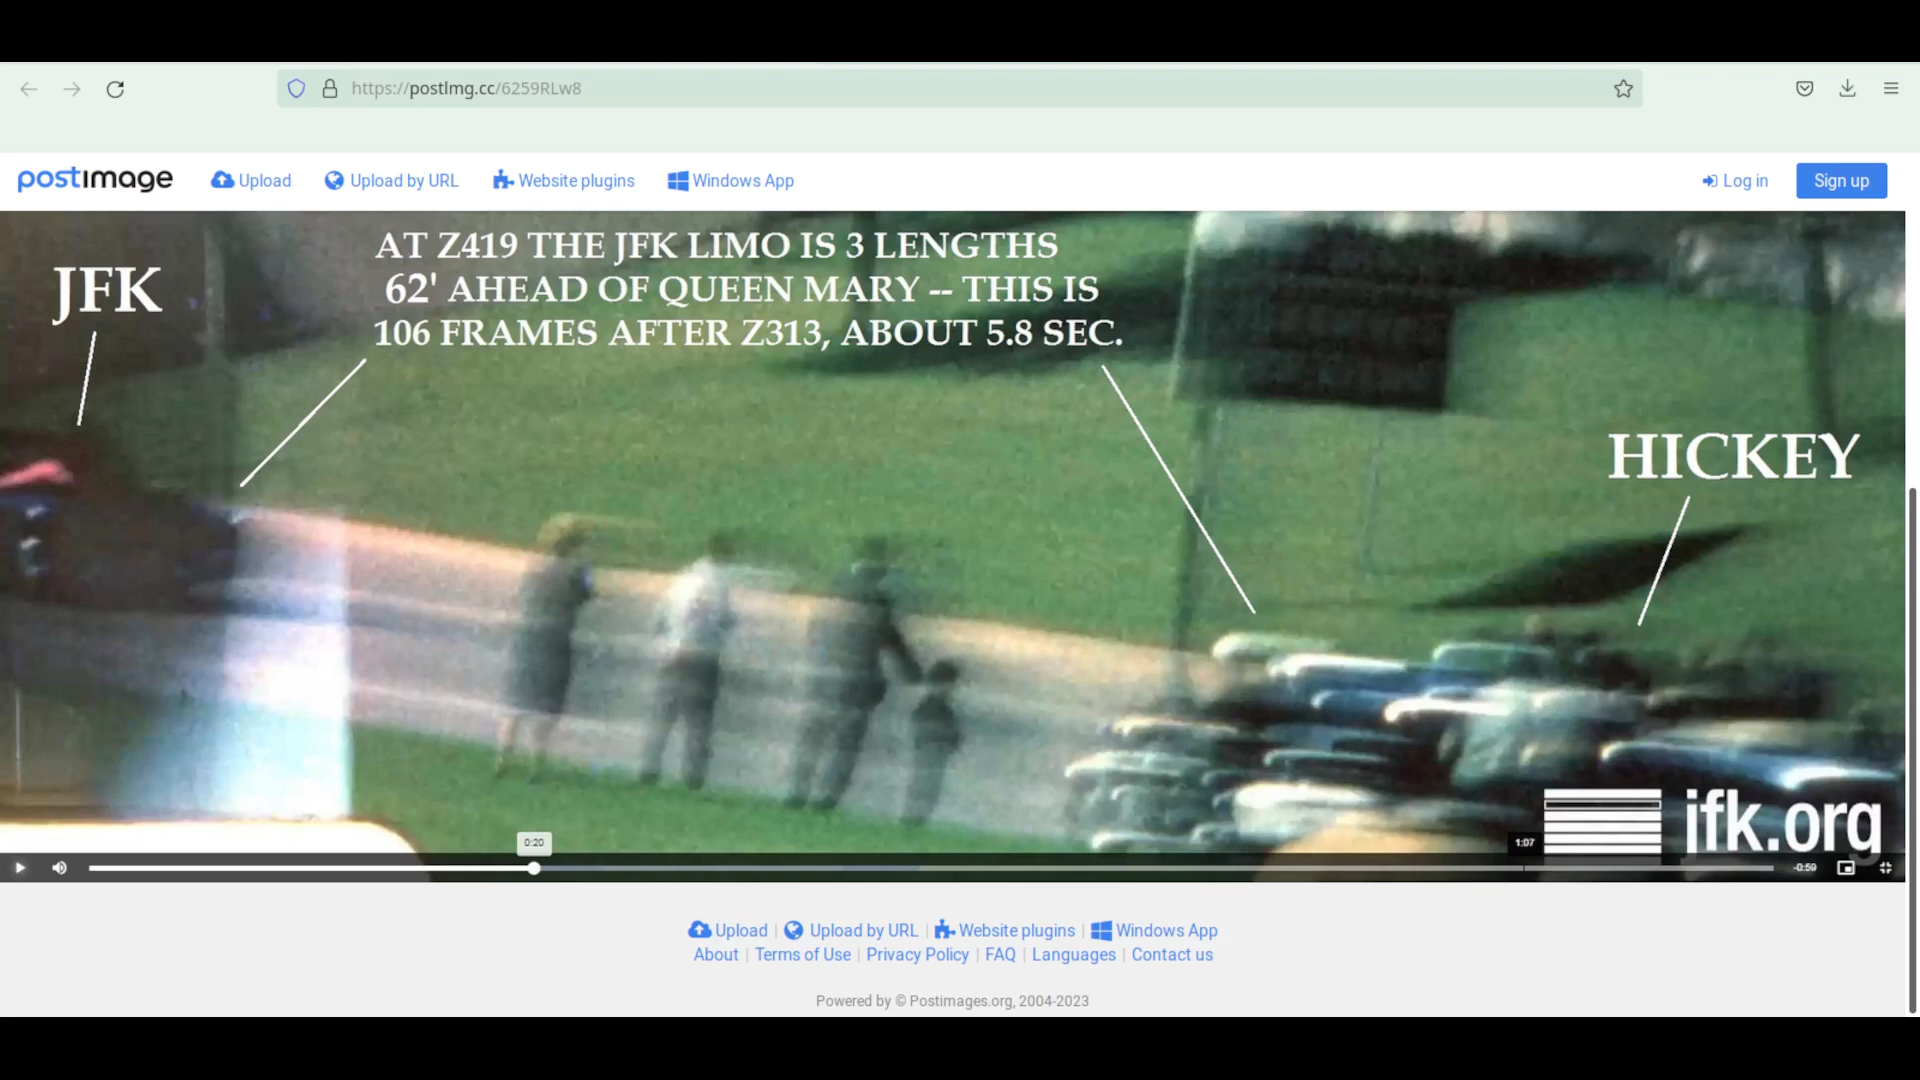 https://postlmg.cc/6259RLw8
postimage
Upload
Upload by URL
Website plugins
Windows App
Log in
Sign up
JFK
AT Z419 THE JFK LIMO IS 3 LENGTHS
62' AHEAD OF QUEEN MARY -- THIS IS
106 FRAMES AFTER Z313, ABOUT 5.8 SEC.
HICKEY
jfk.org
0:20
1:07
-0:59
Upload | Upload by URL | Website plugins | Windows App
About | Terms of Use | Privacy Policy | FAQ | Languages | Contact us
Powered by © Postimages.org, 2004-2023